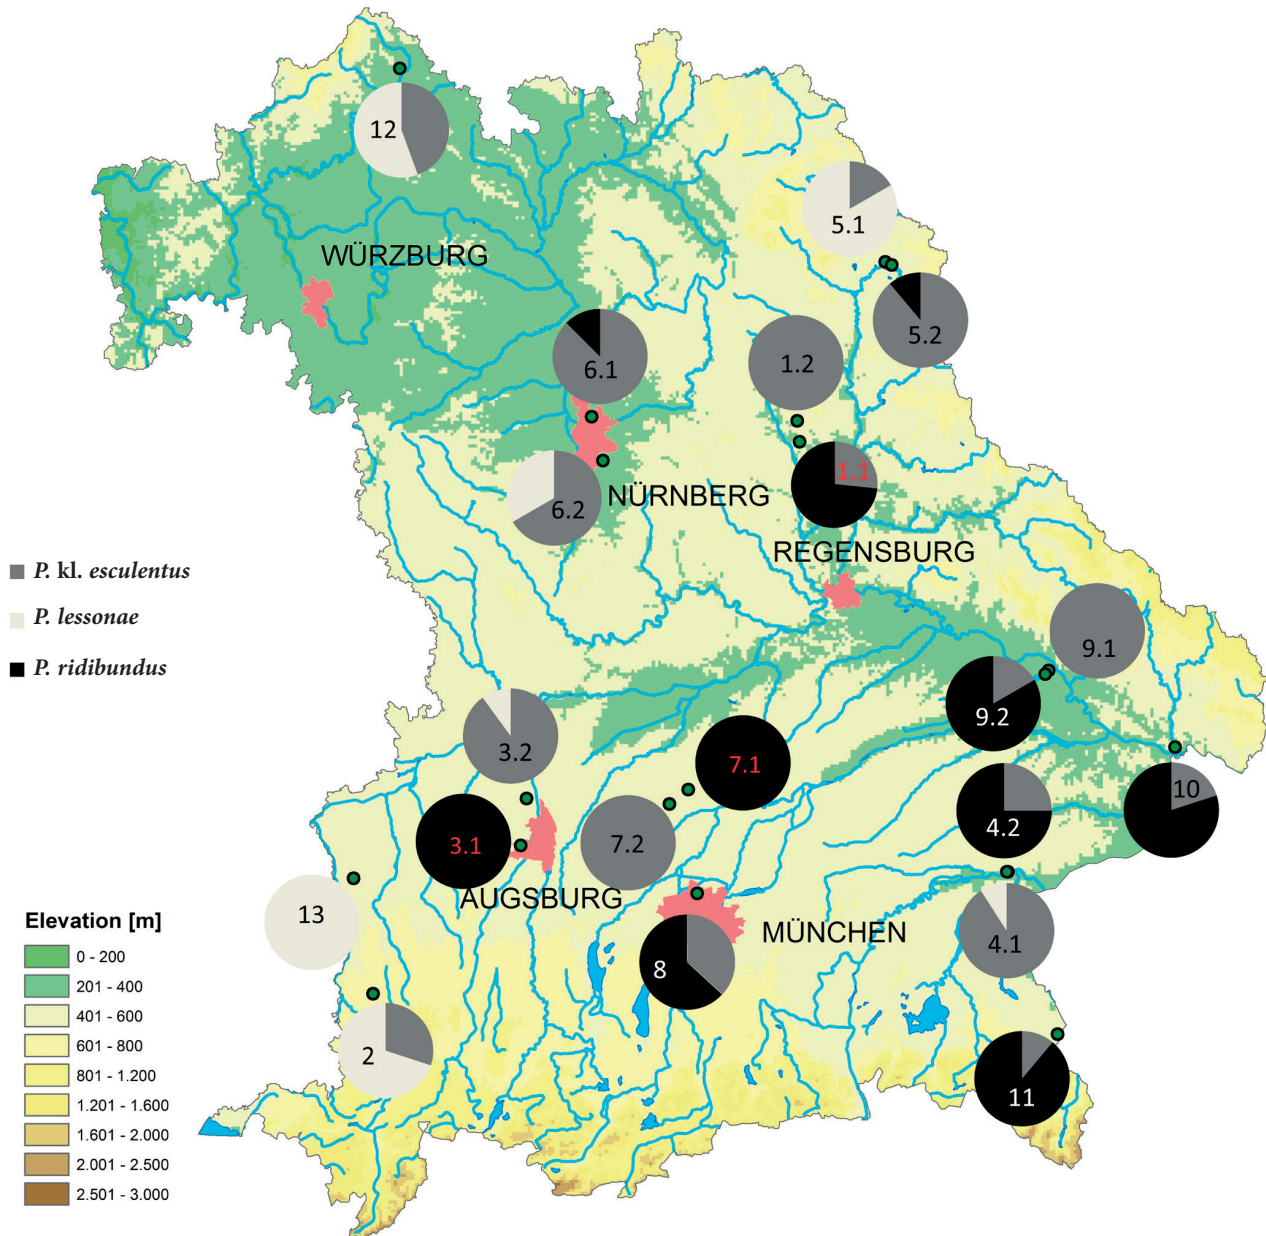 12
5.1
WÜRZBURG
5.2
6.1
1.2
1.1
6.2
NÜRNBERG
REGENSBURG
P. kl. esculentus
P. lessonae
P. ridibundus
9.1
9.2
3.2
7.1
10
4.2
3.1
7.2
AUGSBURG
13
MÜNCHEN
4.1
8
2
11
Elevation [m]
0 - 200
201 - 400
401 - 600
601 - 800
801 - 1.200
1.201 - 1.600
1.601 - 2.000
2.001 - 2.500
2.501 - 3.000